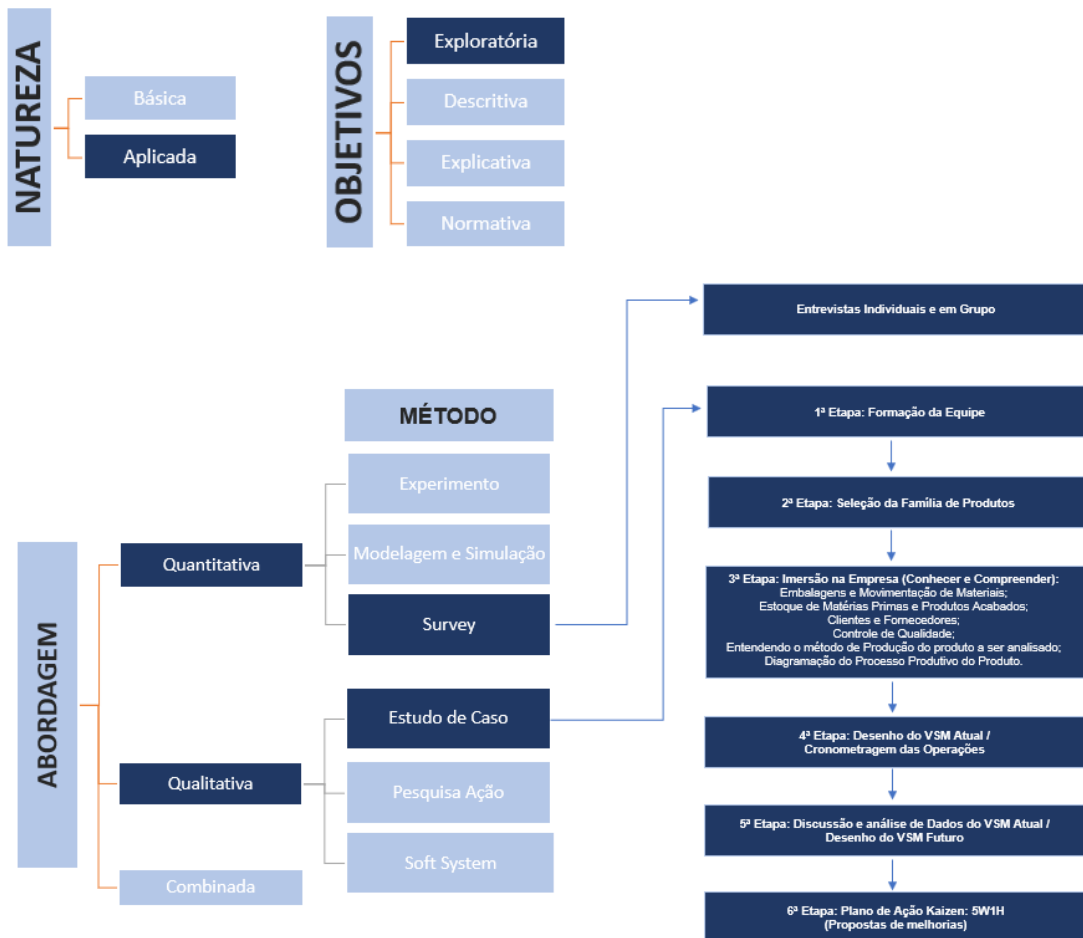 NATUREZA
Básica
Aplicada
OBJETIVOS
Exploratória
Descritiva
Explicativa
Normativa
ABORDAGEM
Quantitativa
Qualitativa
Combinada
MÉTODO
Experimento
Modelagem e Simulação
Survey
Estudo de Caso
Pesquisa Ação
Soft System
Entrevistas Individuais e em Grupo
1ª Etapa: Formação da Equipe
2ª Etapa: Seleção da Família de Produtos
3ª Etapa: Imersão na Empresa (Conhecer e Compreender):
Embalagens e Movimentação de Materiais;
Estoque de Matérias Primas e Produtos Acabados;
Clientes e Fornecedores;
Controle de Qualidade;
Entendendo o método de Produção do produto a ser analisado;
Diagramação do Processo Produtivo do Produto.
4ª Etapa: Desenho do VSM Atual /
Cronometragem das Operações
5ª Etapa: Discussão e análise de Dados do VSM Atual /
Desenho do VSM Futuro
6ª Etapa: Plano de Ação Kaizen: 5W1H
(Propostas de melhorias)